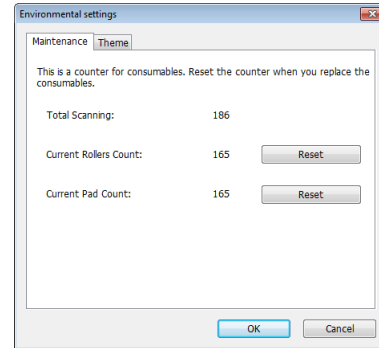 Environmental settings
Maintenance Theme
This is a counter for consumables. Reset the counter when you replace the
consumables.
Total Scanning: 186
Current Rollers Count: 165 Reset
Current Pad Count: 165 Reset
OK Cancel